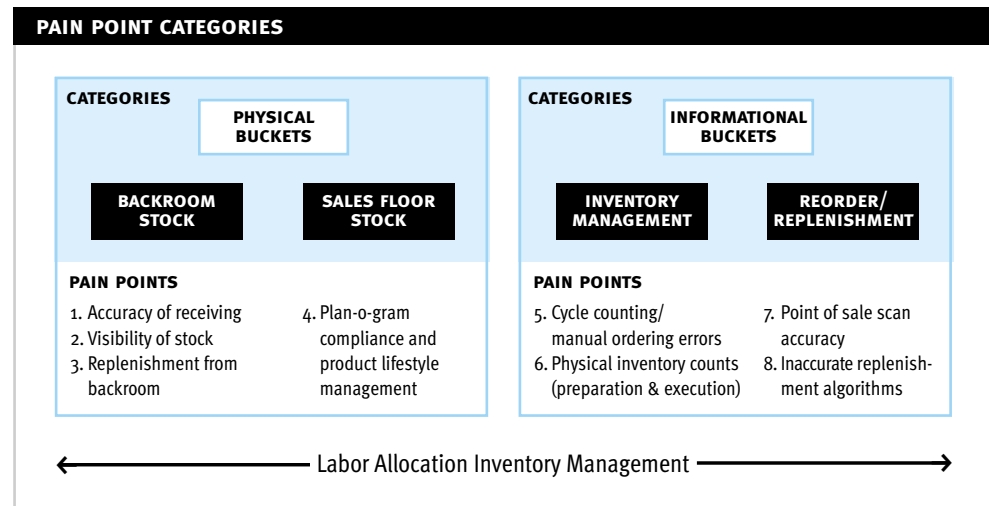 PAIN POINT CATEGORIES
CATEGORIES
PHYSICAL
BUCKETS
BACKROOM
STOCK
SALES FLOOR
STOCK
PAIN POINTS
1. Accuracy of receiving
2. Visibility of stock
3. Replenishment from
backroom
4. Plan-o-gram
compliance and
product lifestyle
management
CATEGORIES
INFORMATIONAL
BUCKETS
INVENTORY
MANAGEMENT
REORDER/
REPLENISHMENT
PAIN POINTS
5. Cycle counting/
manual ordering errors
6. Physical inventory counts
(preparation & execution)
7. Point of sale scan
accuracy
8. Inaccurate replenish-
ment algorithms
Labor Allocation Inventory Management